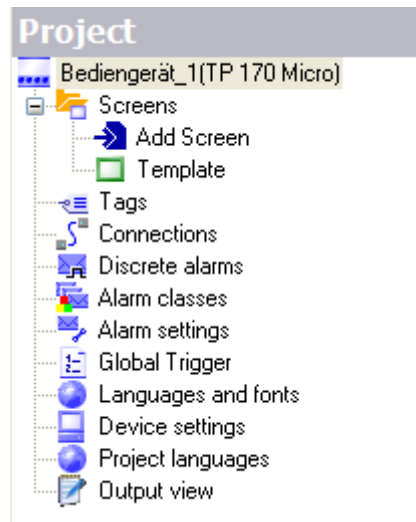 Project
Bediengerät_1(TP 170 Micro)
Screens
Add Screen
Template
Tags
Connections
Discrete alarms
Alarm classes
Alarm settings
Global Trigger
Languages and fonts
Device settings
Project languages
Output view